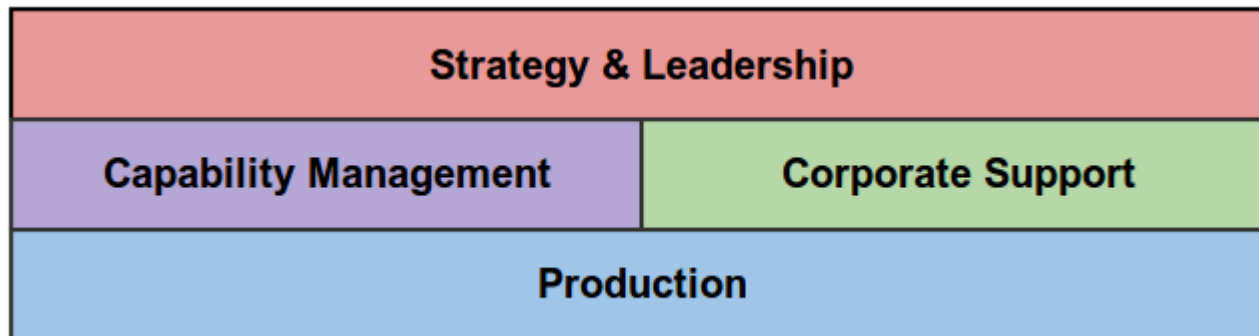 Strategy & Leadership
Capability Management
Corporate Support
Production